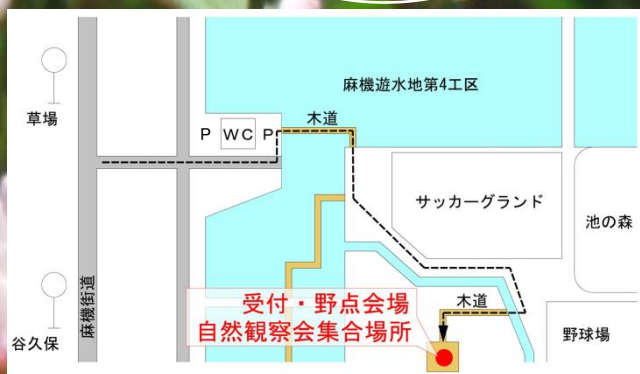 麻機遊水地第4工区
草場
P WC P
木道
サッカーグランド
池の森
麻機街道
受付・野点会場
自然観察会集合場所
木道
谷久保
野球場